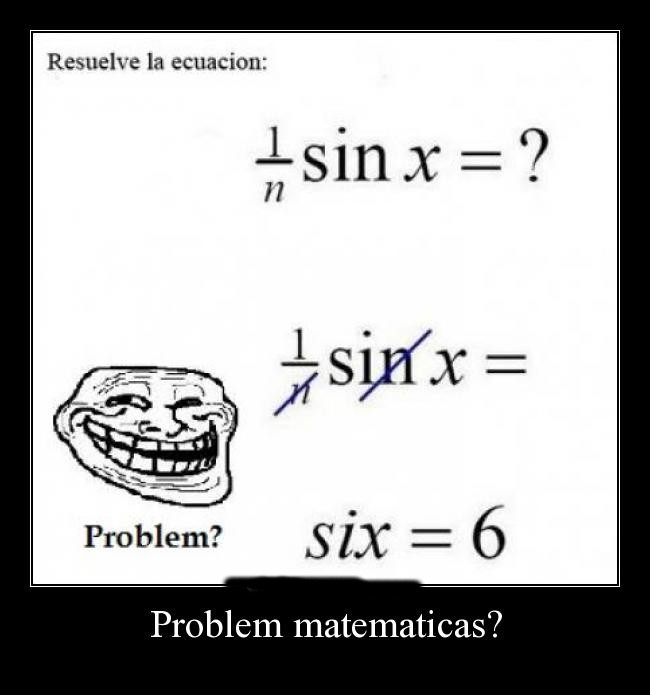 Resuelve la ecuacion:
1/n sin x = ?
1/n sin x =
Problem?
six = 6
Problem matematicas?